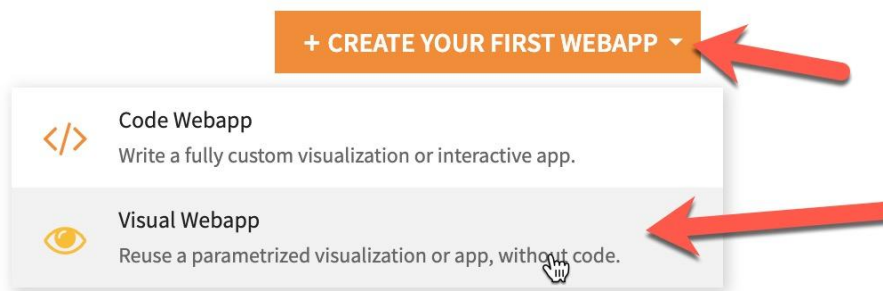 + CREATE YOUR FIRST WEBAPP
Code Webapp
Write a fully custom visualization or interactive app.
Visual Webapp
Reuse a parametrized visualization or app, without code.